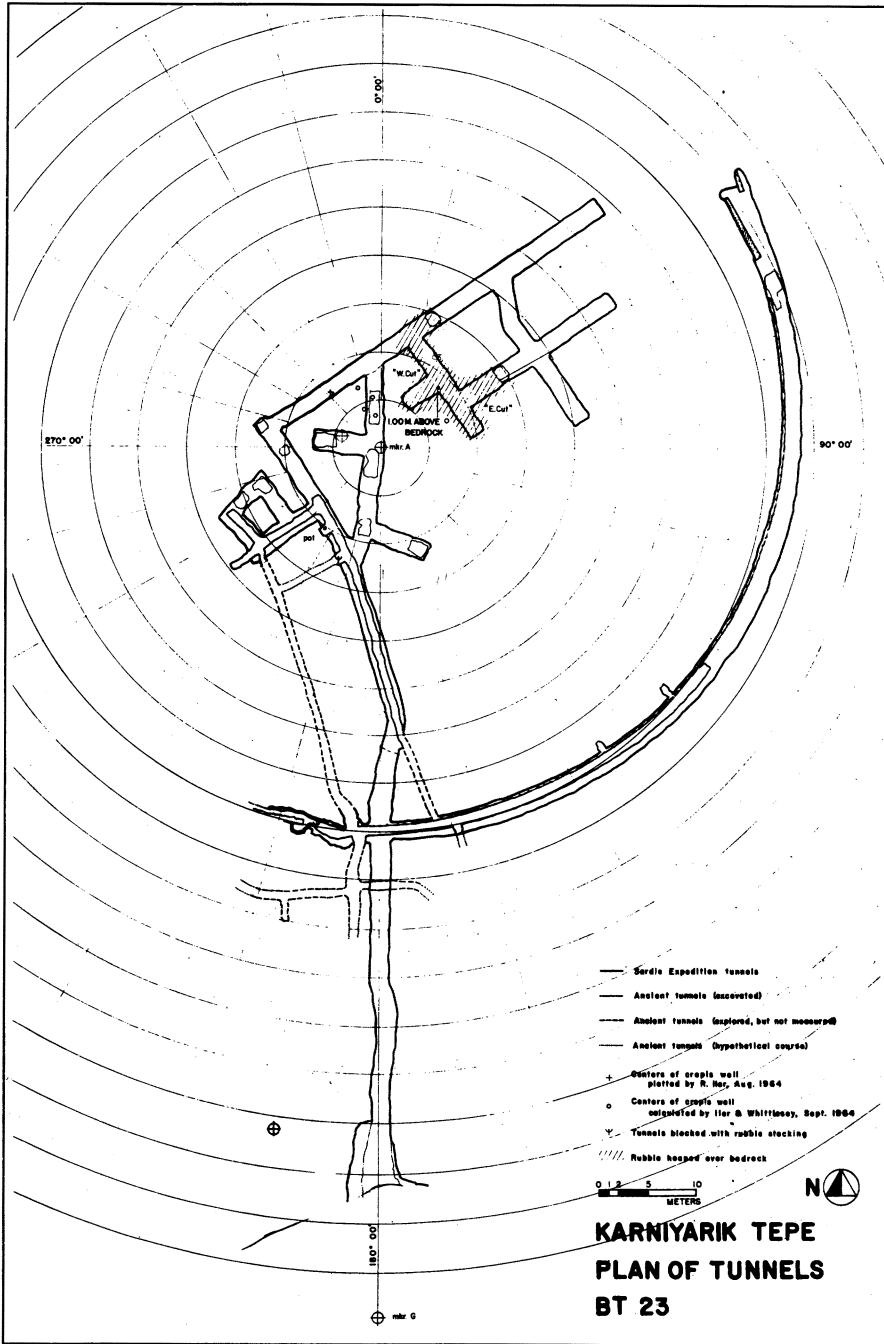 0° 00'
"W. Cut"
"E. Cut"
1.00 M. ABOVE
BEDROCK
270° 00'
mkr. A
90° 00'
pot
Sardis Expedition tunnels
Ancient tunnels (excavated)
Ancient tunnels (explored, but not measured)
Ancient tunnels (hypothetical course)
Centers of crepis wall
plotted by R. Iler, Aug. 1964
Centers of crepis wall
calculated by Iler & Whittlesey, Sept. 1964
Tunnels blocked with rubble stacking
Rubble heaped over bedrock
0 1 2 5 10
METERS
N
KARNIYARIK TEPE
PLAN OF TUNNELS
BT 23
180° 00'
mkr. G